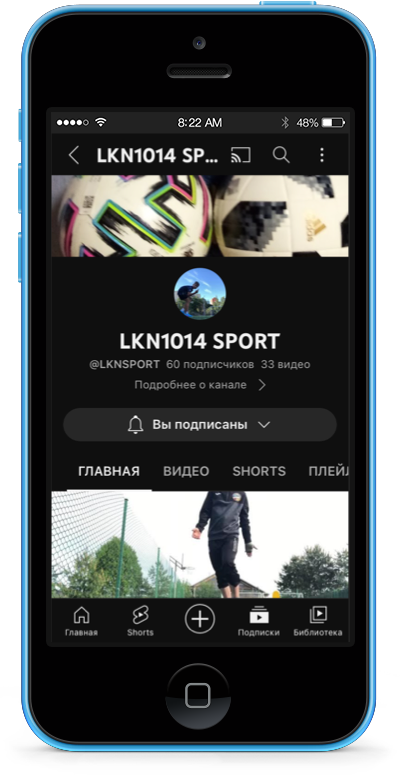 8:22 AM 48%
LKN1014 SP...
LKN1014 SPORT
@LKNSPORT 60 подписчиков 33 видео
Подробнее о канале
Вы подписаны
ГЛАВНАЯ ВИДЕО SHORTS ПЛЕЙЛ
Главная Shorts Подписки Библиотека